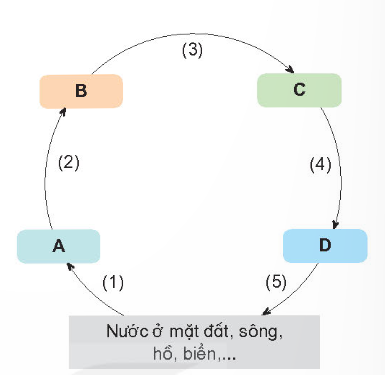 (3)
B
C
(2)
(4)
A
D
(1)
(5)
Nước ở mặt đất, sông,
hồ, biển,...